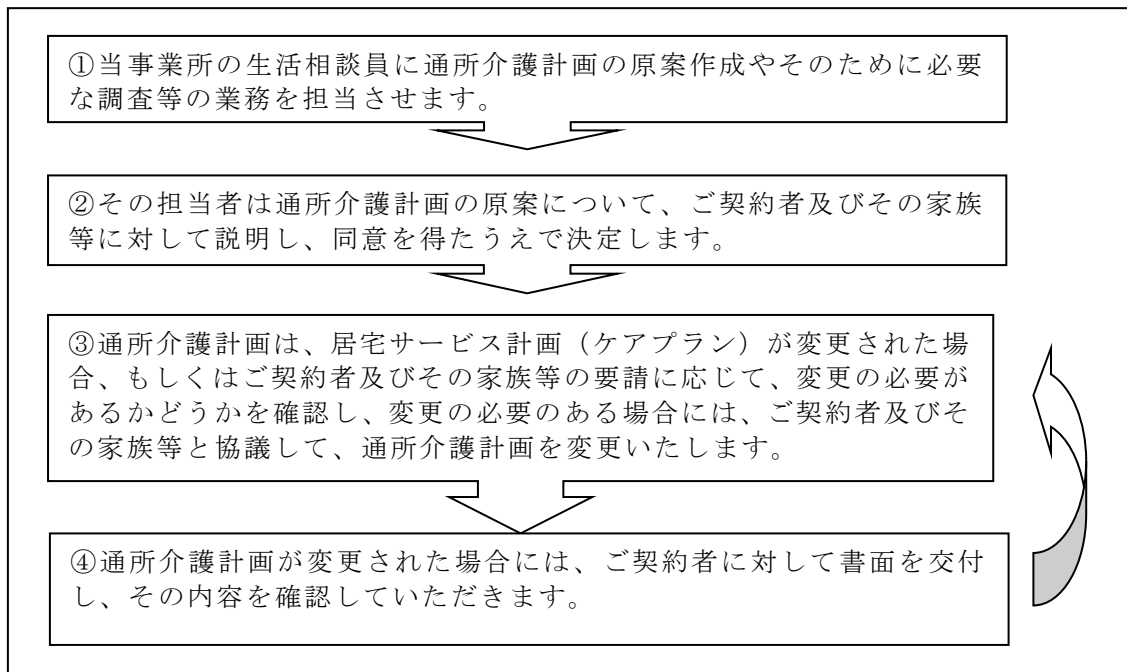 ①当事業所の生活相談員に通所介護計画の原案作成やそのために必要
な調査等の業務を担当させます。
②その担当者は通所介護計画の原案について、ご契約者及びその家族
等に対して説明し、同意を得たうえで決定します。
③通所介護計画は、居宅サービス計画（ケアプラン）が変更された場
合、もしくはご契約者及びその家族等の要請に応じて、変更の必要が
あるかどうかを確認し、変更の必要のある場合には、ご契約者及びそ
の家族等と協議して、通所介護計画を変更いたします。
④通所介護計画が変更された場合には、ご契約者に対して書面を交付
し、その内容を確認していただきます。